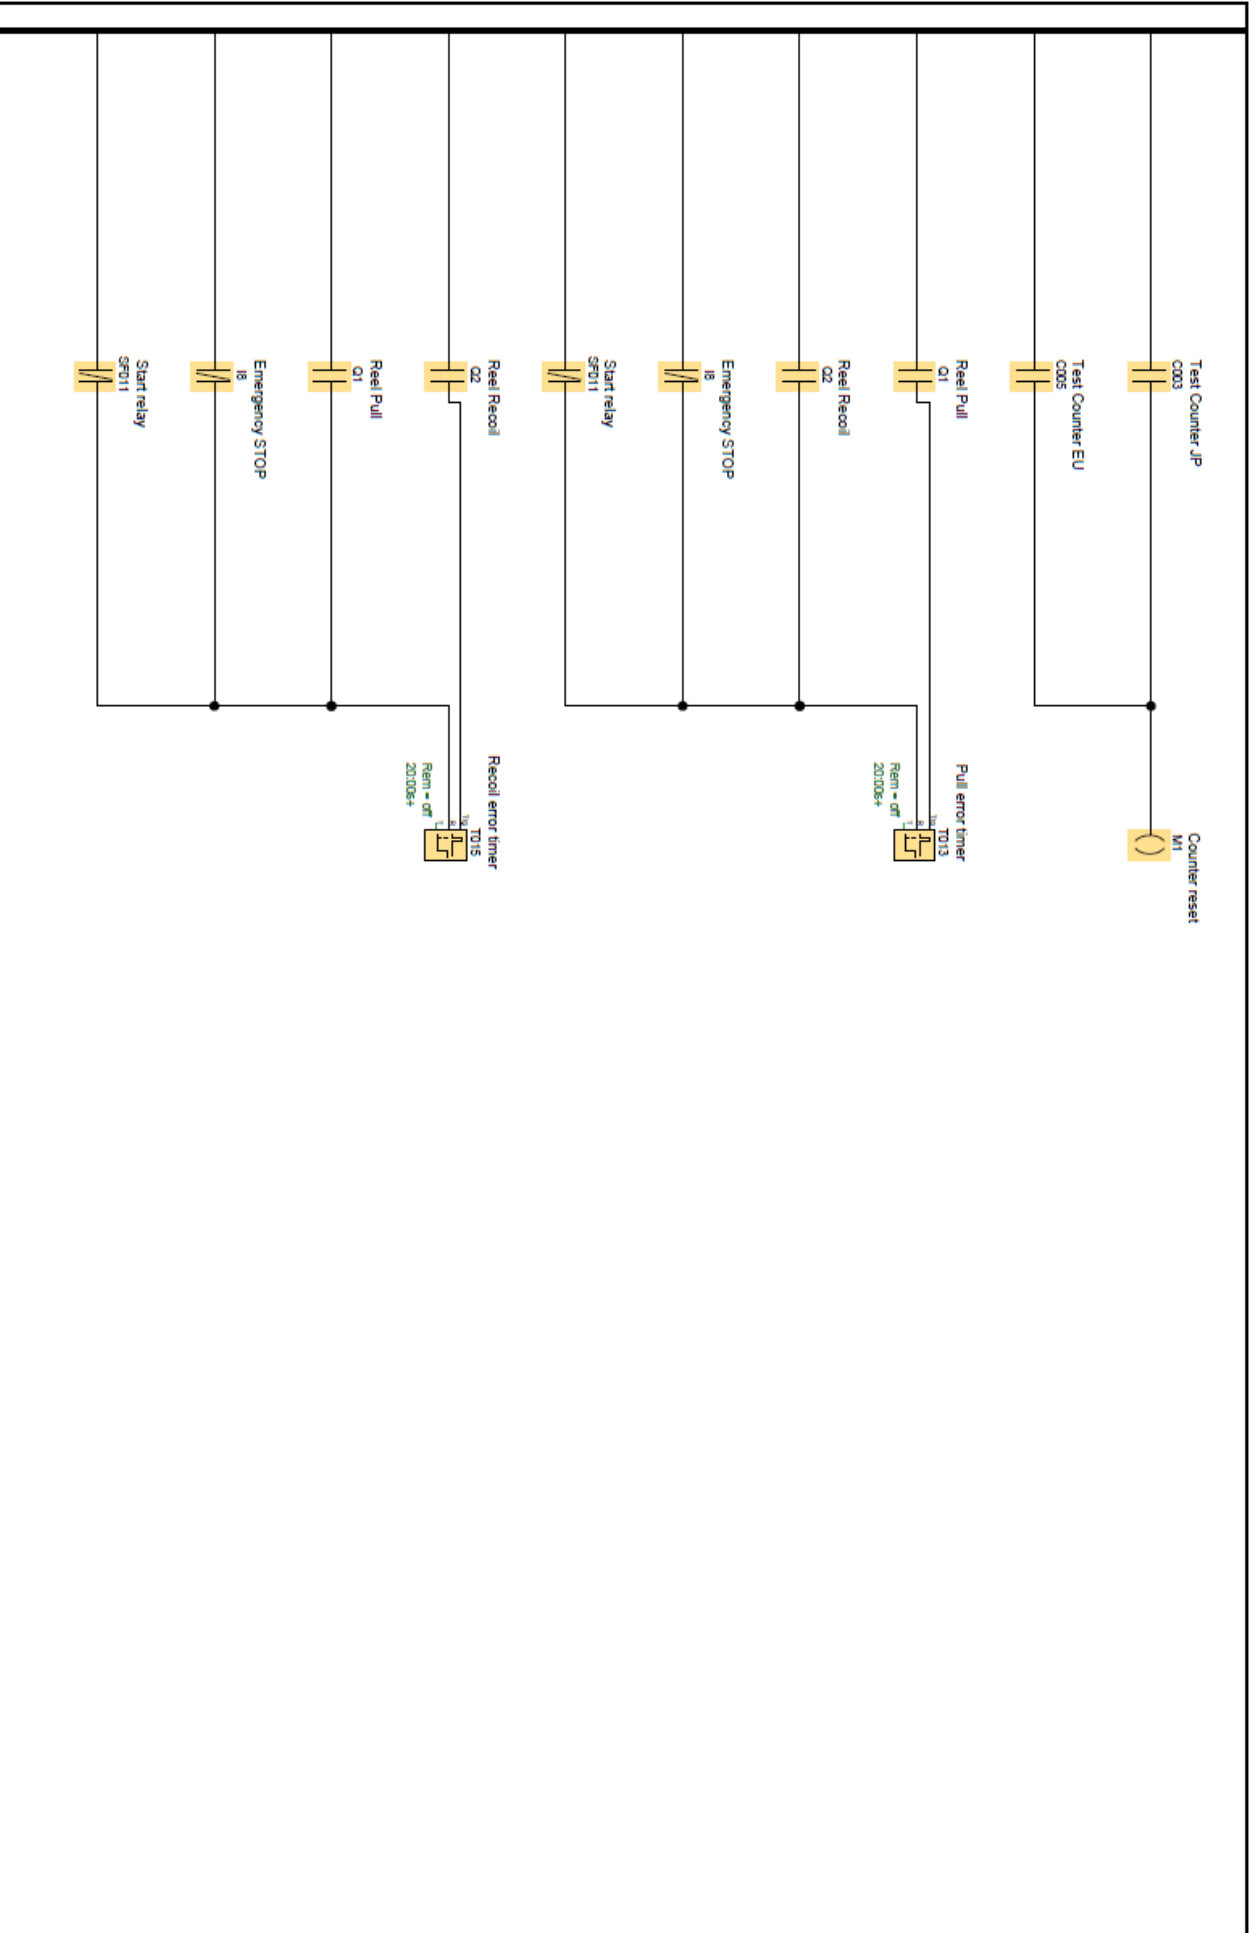 Test Counter JP
C003
Counter reset
M1
Test Counter EU
C005
Reel Pull
Q1
Pull error timer
T013
Trg
R
T
Rem = off
20:00s+
Reel Recoil
Q2
Emergency STOP
I8
Start relay
SF011
Reel Recoil
Q2
Recoil error timer
T015
Trg
R
T
Rem = off
20:00s+
Reel Pull
Q1
Emergency STOP
I8
Start relay
SF011